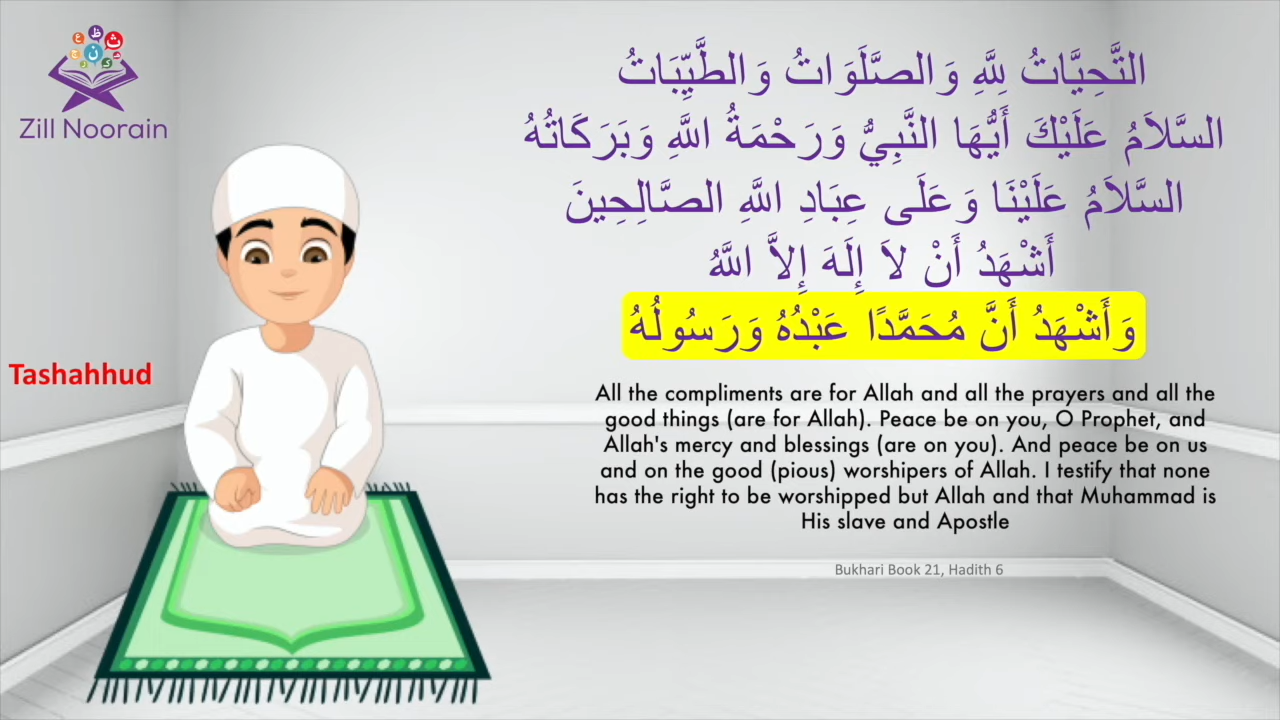 Zill Noorain
التَّحِيَّاتُ لِلَّهِ وَالصَّلَوَاتُ وَالطَّيِّبَاتُ
السَّلاَمُ عَلَيْكَ أَيُّهَا النَّبِيُّ وَرَحْمَةُ اللَّهِ وَبَرَكَاتُهُ
السَّلاَمُ عَلَيْنَا وَعَلَى عِبَادِ اللَّهِ الصَّالِحِينَ
أَشْهَدُ أَنْ لاَ إِلَهَ إِلاَّ اللَّهُ
وَأَشْهَدُ أَنَّ مُحَمَّدًا عَبْدُهُ وَرَسُولُهُ
Tashahhud
All the compliments are for Allah and all the prayers and all the
good things (are for Allah). Peace be on you, O Prophet, and
Allah's mercy and blessings (are on you). And peace be on us
and on the good (pious) worshipers of Allah. I testify that none
has the right to be worshipped but Allah and that Muhammad is
His slave and Apostle
Bukhari Book 21, Hadith 6